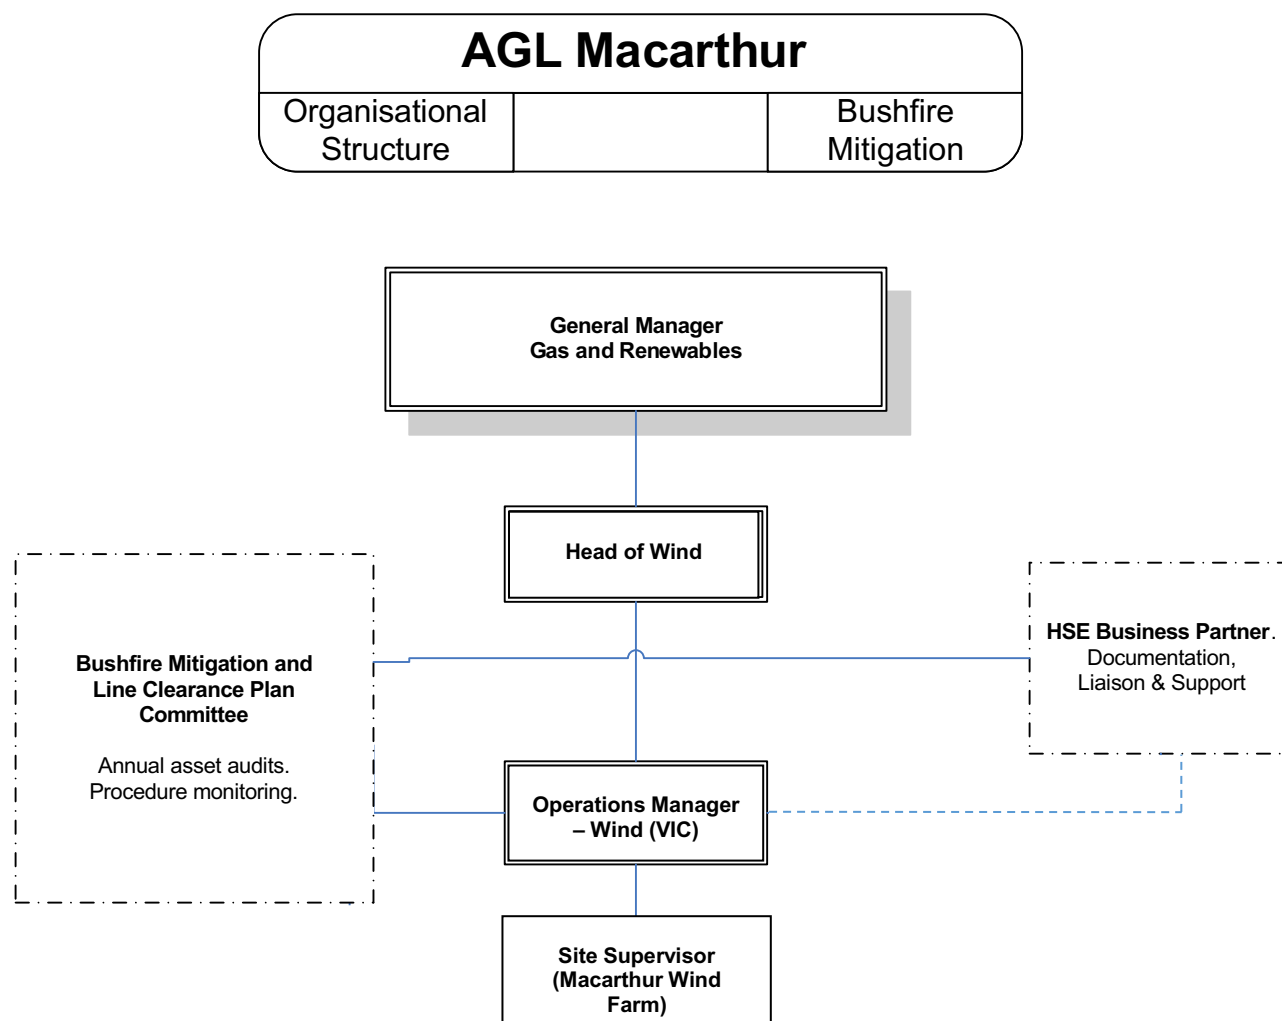 AGL Macarthur
Organisational
Structure
Bushfire
Mitigation
General Manager
Gas and Renewables
Head of Wind
Bushfire Mitigation and
Line Clearance Plan
Committee
Annual asset audits.
Procedure monitoring.
HSE Business Partner.
Documentation,
Liaison & Support
Operations Manager
– Wind (VIC)
Site Supervisor
(Macarthur Wind
Farm)